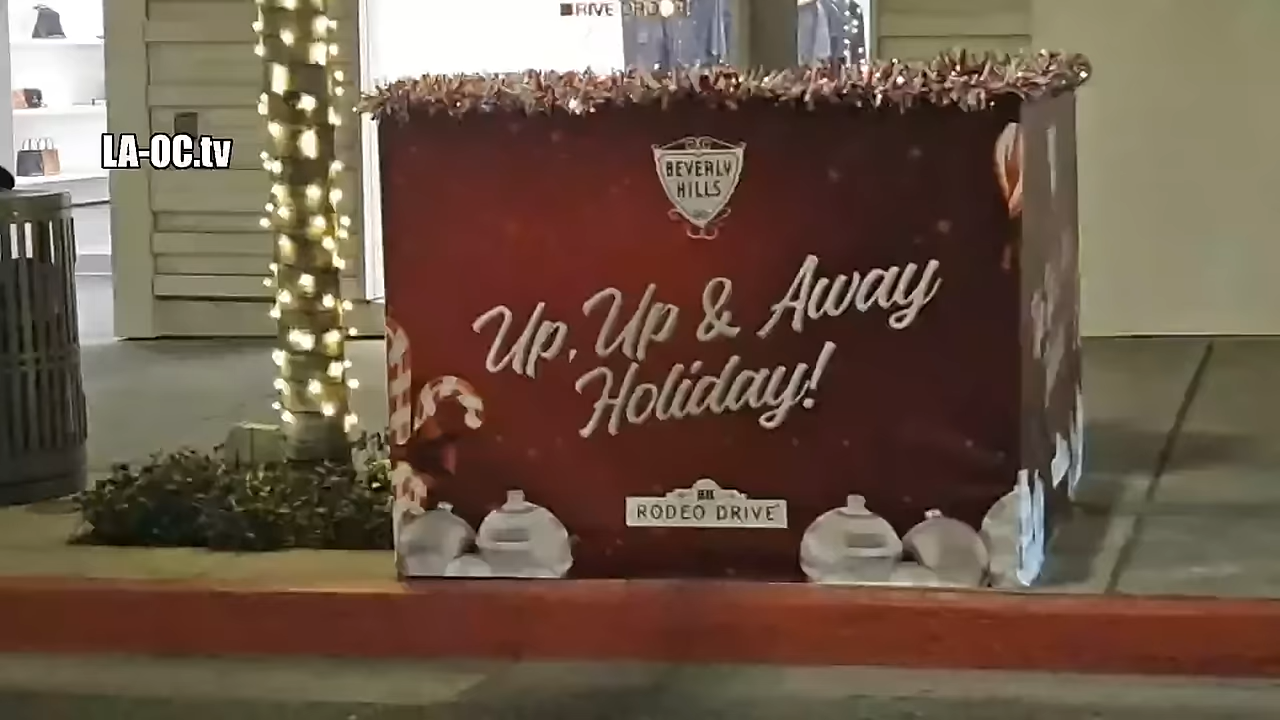 LA-OC.tv
BEVERLY
HILLS
Up, Up & Away
Holiday!
RODEO DRIVE